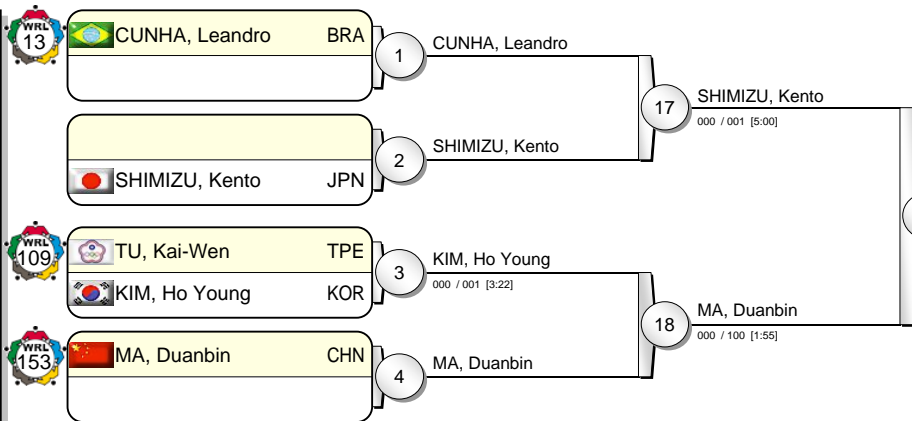 WRL
13
CUNHA, Leandro BRA
1
CUNHA, Leandro
17
SHIMIZU, Kento
000 / 001 [5:00]
2
SHIMIZU, Kento
SHIMIZU, Kento JPN
WRL
109
TU, Kai-Wen TPE
3
KIM, Ho Young
000 / 001 [3:22]
KIM, Ho Young KOR
18
MA, Duanbin
000 / 100 [1:55]
WRL
153
MA, Duanbin CHN
4
MA, Duanbin